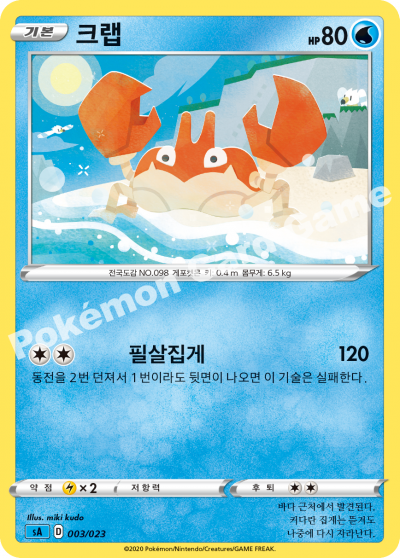 기본 크랩 HP 80
전국도감 NO.098 게포켓몬 키: 0.4 m 몸무게: 6.5 kg
Pokémon Card Game
필살집게 120
동전을 2번 던져서 1번이라도 뒷면이 나오면 이 기술은 실패한다.
약점 ×2 저항력 후퇴
Illus. miki kudo
sA D 003/023
바다 근처에서 발견된다.
커다란 집게는 뜯겨도
나중에 다시 자라난다.
©2020 Pokémon/Nintendo/Creatures/GAME FREAK.